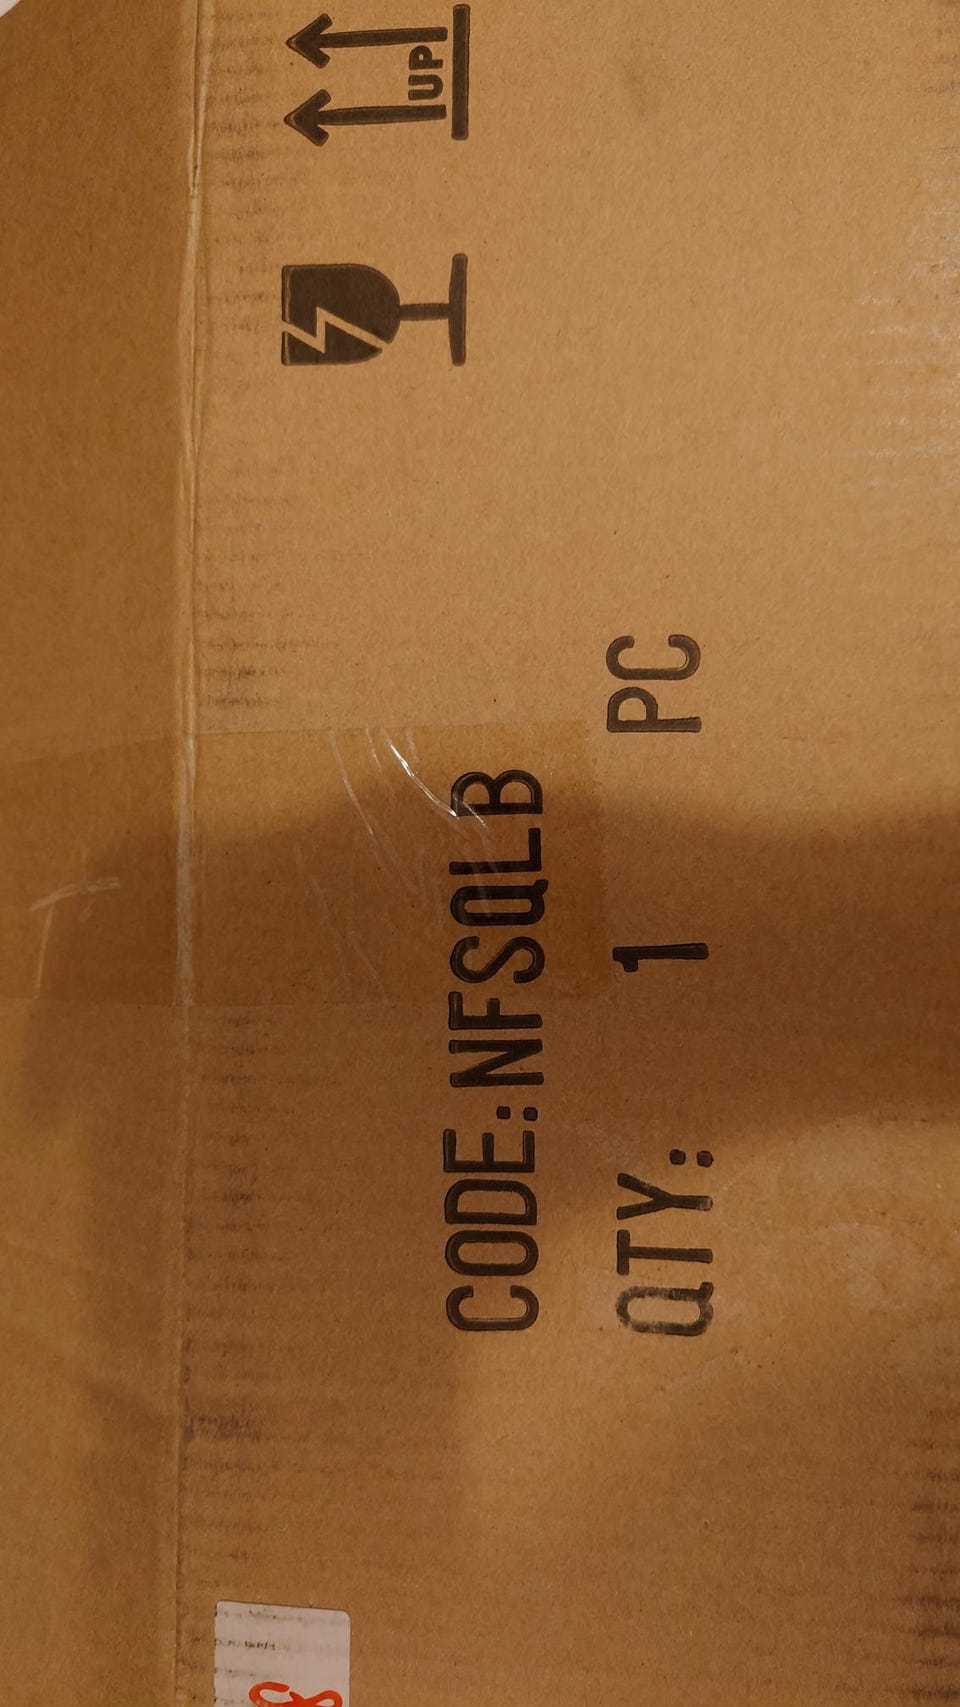 UP
CODE:NFSQLB
QTY: 1 PC